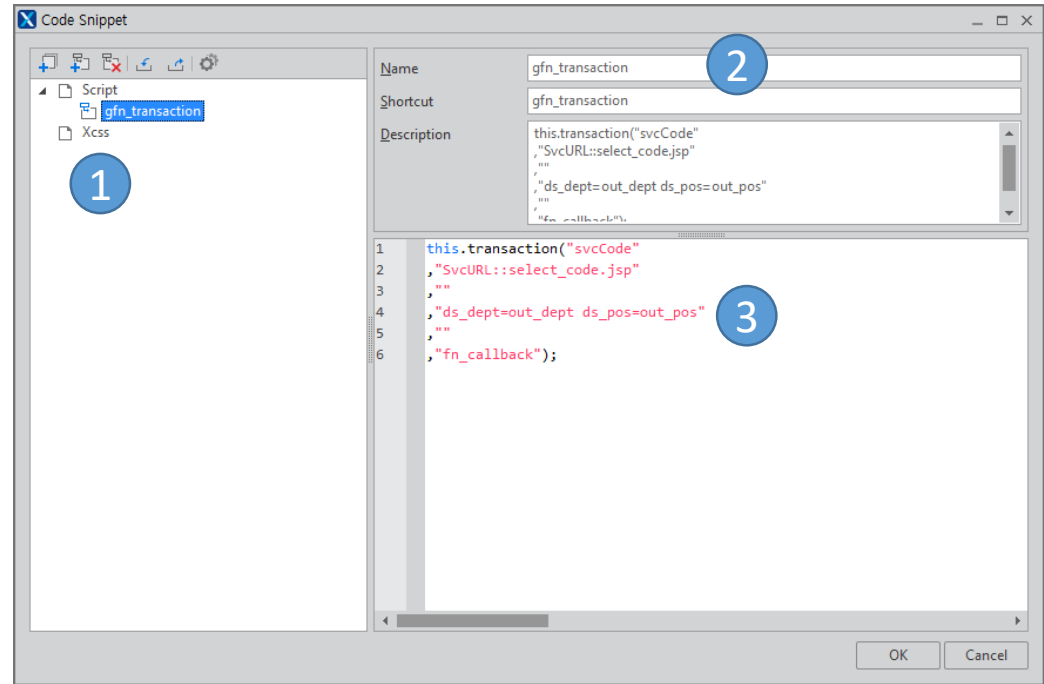 Code Snippet
Script
gfn_transaction
Xcss
1
Name
gfn_transaction
2
Shortcut
gfn_transaction
Description
this.transaction("svcCode"
,"SvcURL::select_code.jsp"
,""
,"ds_dept=out_dept ds_pos=out_pos"
,""
,"fn_callback");
1 this.transaction("svcCode"
2 ,"SvcURL::select_code.jsp"
3 ,""
4 ,"ds_dept=out_dept ds_pos=out_pos"
5 ,""
6 ,"fn_callback");
3
OK
Cancel